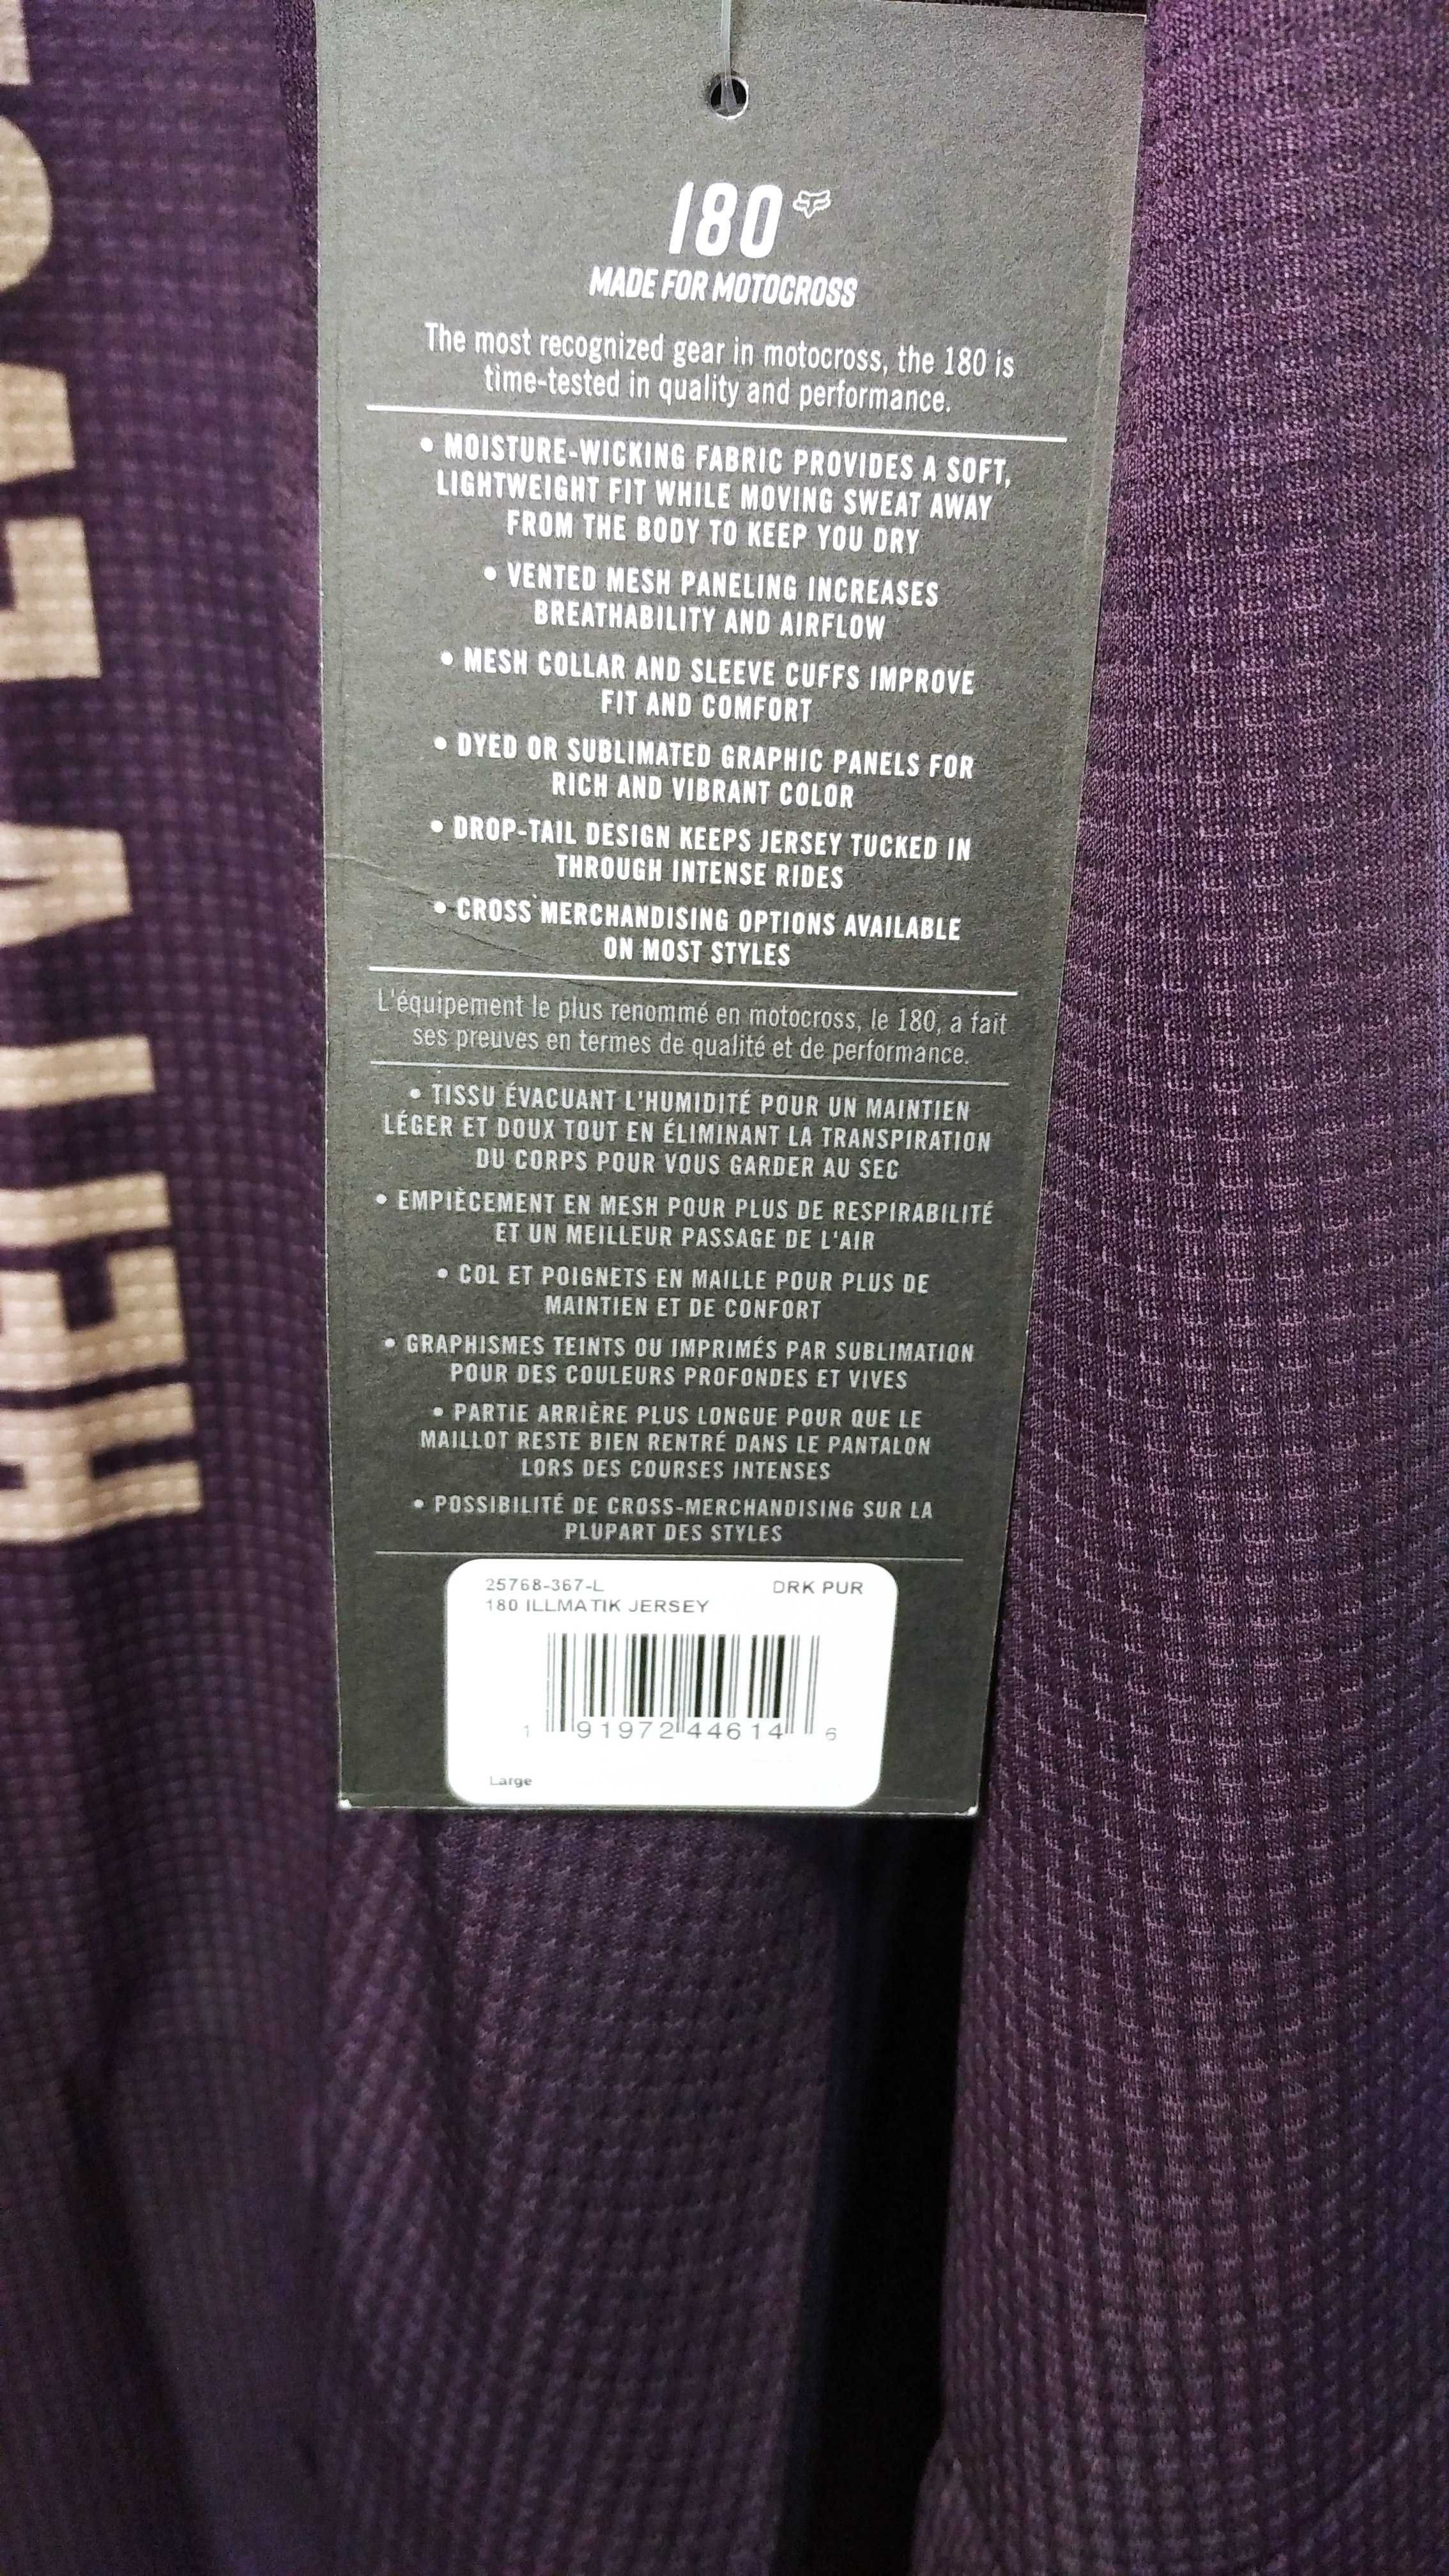 180
MADE FOR MOTOCROSS
The most recognized gear in motocross, the 180 is
time-tested in quality and performance.
• MOISTURE-WICKING FABRIC PROVIDES A SOFT,
LIGHTWEIGHT FIT WHILE MOVING SWEAT AWAY
FROM THE BODY TO KEEP YOU DRY
• VENTED MESH PANELING INCREASES
BREATHABILITY AND AIRFLOW
• MESH COLLAR AND SLEEVE CUFFS IMPROVE
FIT AND COMFORT
• DYED OR SUBLIMATED GRAPHIC PANELS FOR
RICH AND VIBRANT COLOR
• DROP-TAIL DESIGN KEEPS JERSEY TUCKED IN
THROUGH INTENSE RIDES
• CROSS MERCHANDISING OPTIONS AVAILABLE
ON MOST STYLES
L'équipement le plus renommé en motocross, le 180, a fait
ses preuves en termes de qualité et de performance.
• TISSU ÉVACUANT L'HUMIDITÉ POUR UN MAINTIEN
LÉGER ET DOUX TOUT EN ÉLIMINANT LA TRANSPIRATION
DU CORPS POUR VOUS GARDER AU SEC
• EMPIÈCEMENT EN MESH POUR PLUS DE RESPIRABILITÉ
ET UN MEILLEUR PASSAGE DE L'AIR
• COL ET POIGNETS EN MAILLE POUR PLUS DE
MAINTIEN ET DE CONFORT
• GRAPHISMES TEINTS OU IMPRIMÉS PAR SUBLIMATION
POUR DES COULEURS PROFONDES ET VIVES
• PARTIE ARRIÈRE PLUS LONGUE POUR QUE LE
MAILLOT RESTE BIEN RENTRÉ DANS LE PANTALON
LORS DES COURSES INTENSES
• POSSIBILITÉ DE CROSS-MERCHANDISING SUR LA
PLUPART DES STYLES
25768-367-L DRK PUR
180 ILLMATIK JERSEY
1 91972 44614 6
Large